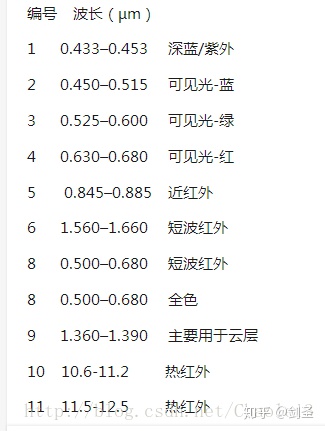 编号 波长（μm）
1 0.433–0.453 深蓝/紫外
2 0.450–0.515 可见光-蓝
3 0.525–0.600 可见光-绿
4 0.630–0.680 可见光-红
5 0.845–0.885 近红外
6 1.560–1.660 短波红外
8 0.500–0.680 短波红外
8 0.500–0.680 全色
9 1.360–1.390 主要用于云层
10 10.6-11.2 热红外
11 11.5-12.5 热红外
知乎 @剑圣